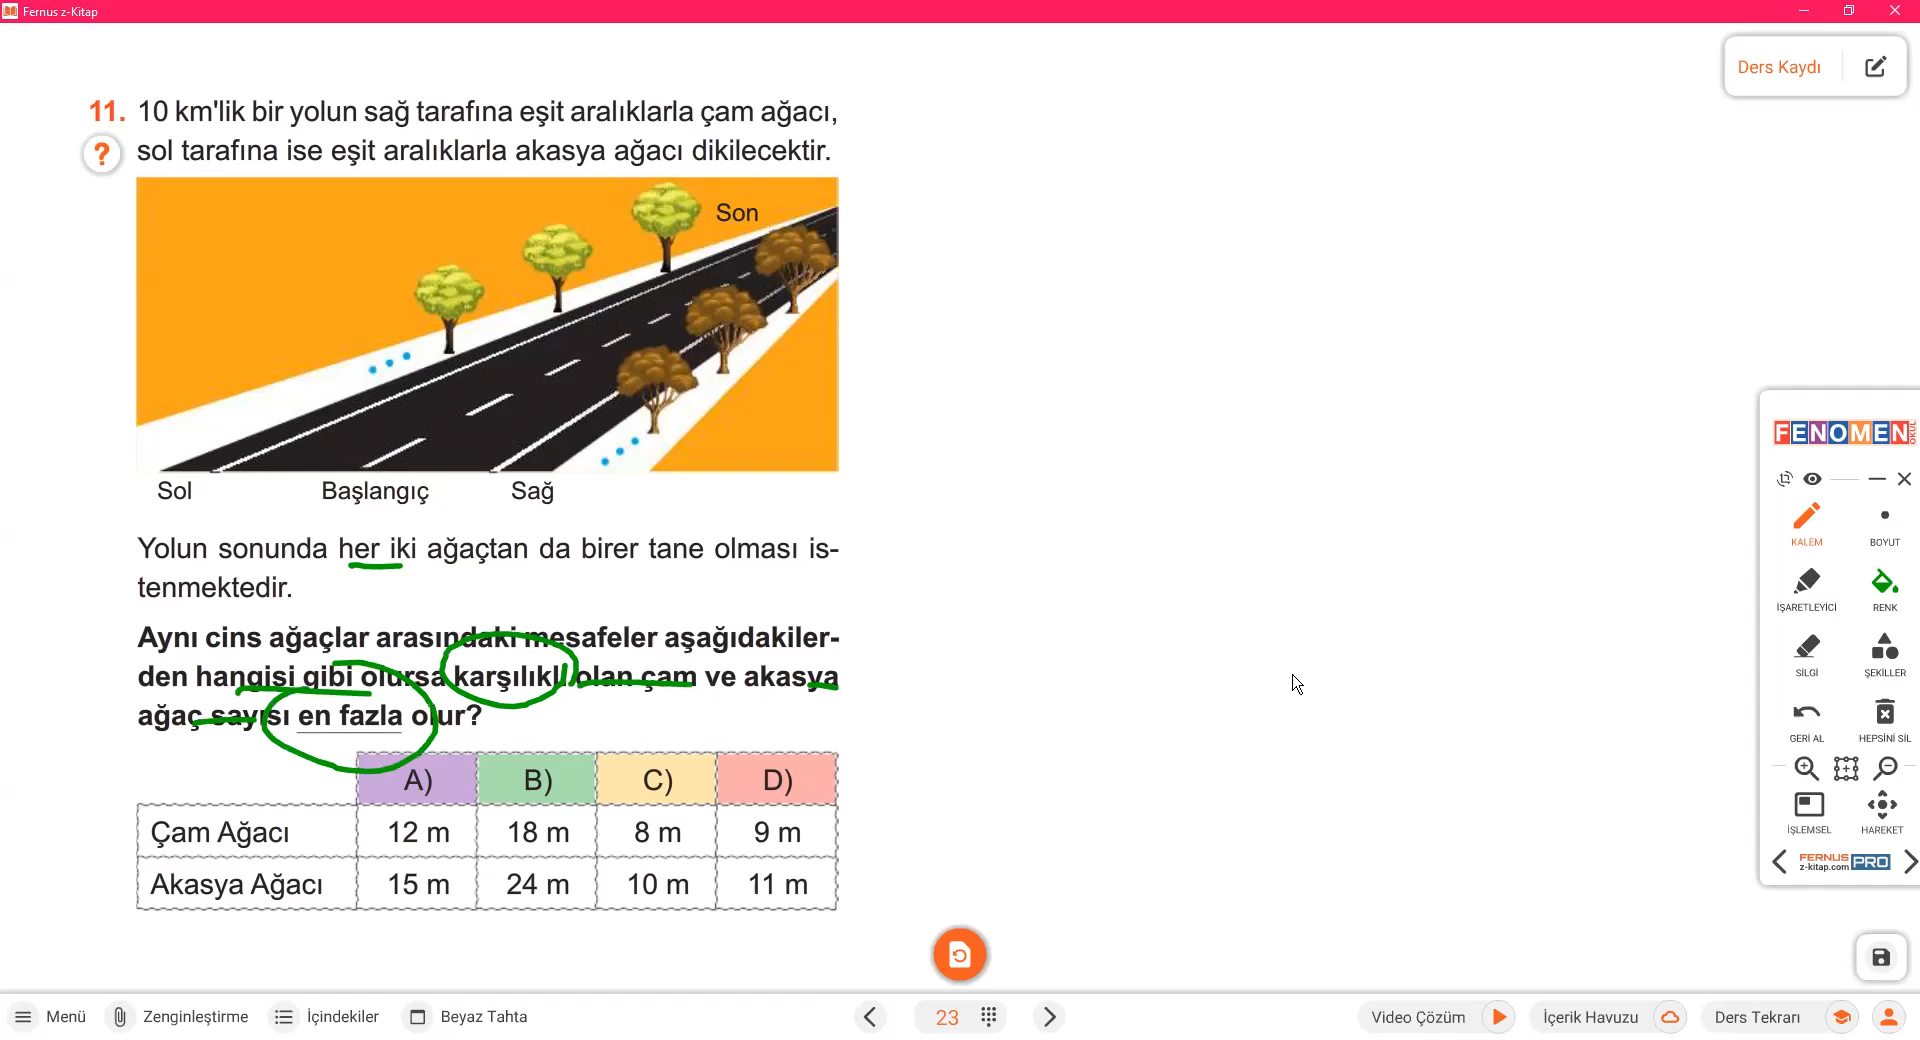 Fernus z-Kitap
Ders Kaydı
11. 10 km'lik bir yolun sağ tarafına eşit aralıklarla çam ağacı,
? sol tarafına ise eşit aralıklarla akasya ağacı dikilecektir.
Son
Sol Başlangıç Sağ
Yolun sonunda her iki ağaçtan da birer tane olması is-
tenmektedir.
Aynı cins ağaçlar arasındaki mesafeler aşağıdakiler-
den hangisi gibi olursa karşılıklı olan çam ve akasya
ağaç sayısı en fazla olur?
A) B) C) D)
Çam Ağacı 12 m 18 m 8 m 9 m
Akasya Ağacı 15 m 24 m 10 m 11 m
FENOMEN OKUL
KALEM BOYUT
İŞARETLEYİCİ RENK
SİLGİ ŞEKİLLER
GERİ AL HEPSİNİ SİL
İŞLEMSEL HAREKET
FERNUS PRO
z-kitap.com
Menü Zenginleştirme İçindekiler Beyaz Tahta 23 Video Çözüm İçerik Havuzu Ders Tekrarı